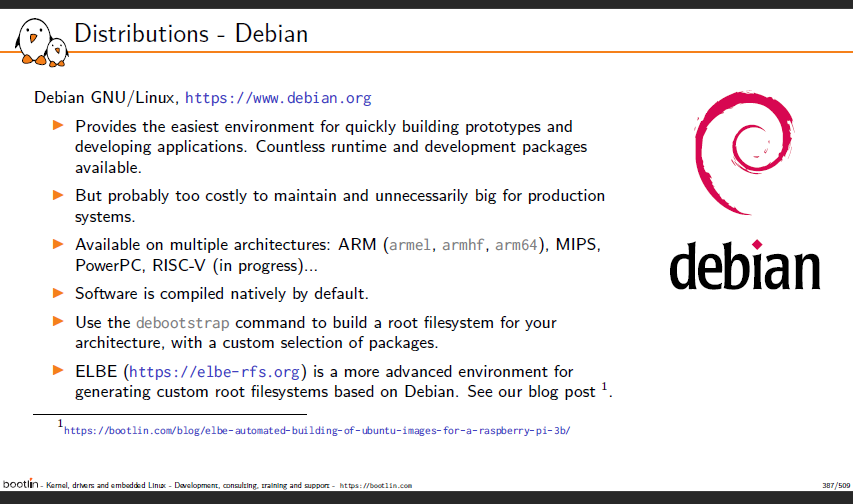 Distributions - Debian
Debian GNU/Linux, https://www.debian.org
▶ Provides the easiest environment for quickly building prototypes and
developing applications. Countless runtime and development packages
available.
▶ But probably too costly to maintain and unnecessarily big for production
systems.
▶ Available on multiple architectures: ARM (armel, armhf, arm64), MIPS,
PowerPC, RISC-V (in progress)...
▶ Software is compiled natively by default.
▶ Use the debootstrap command to build a root filesystem for your
architecture, with a custom selection of packages.
▶ ELBE (https://elbe-rfs.org) is a more advanced environment for
generating custom root filesystems based on Debian. See our blog post 1.
debian
1https://bootlin.com/blog/elbe-automated-building-of-ubuntu-images-for-a-raspberry-pi-3b/
bootlin - Kernel, drivers and embedded Linux - Development, consulting, training and support - https://bootlin.com
387/509